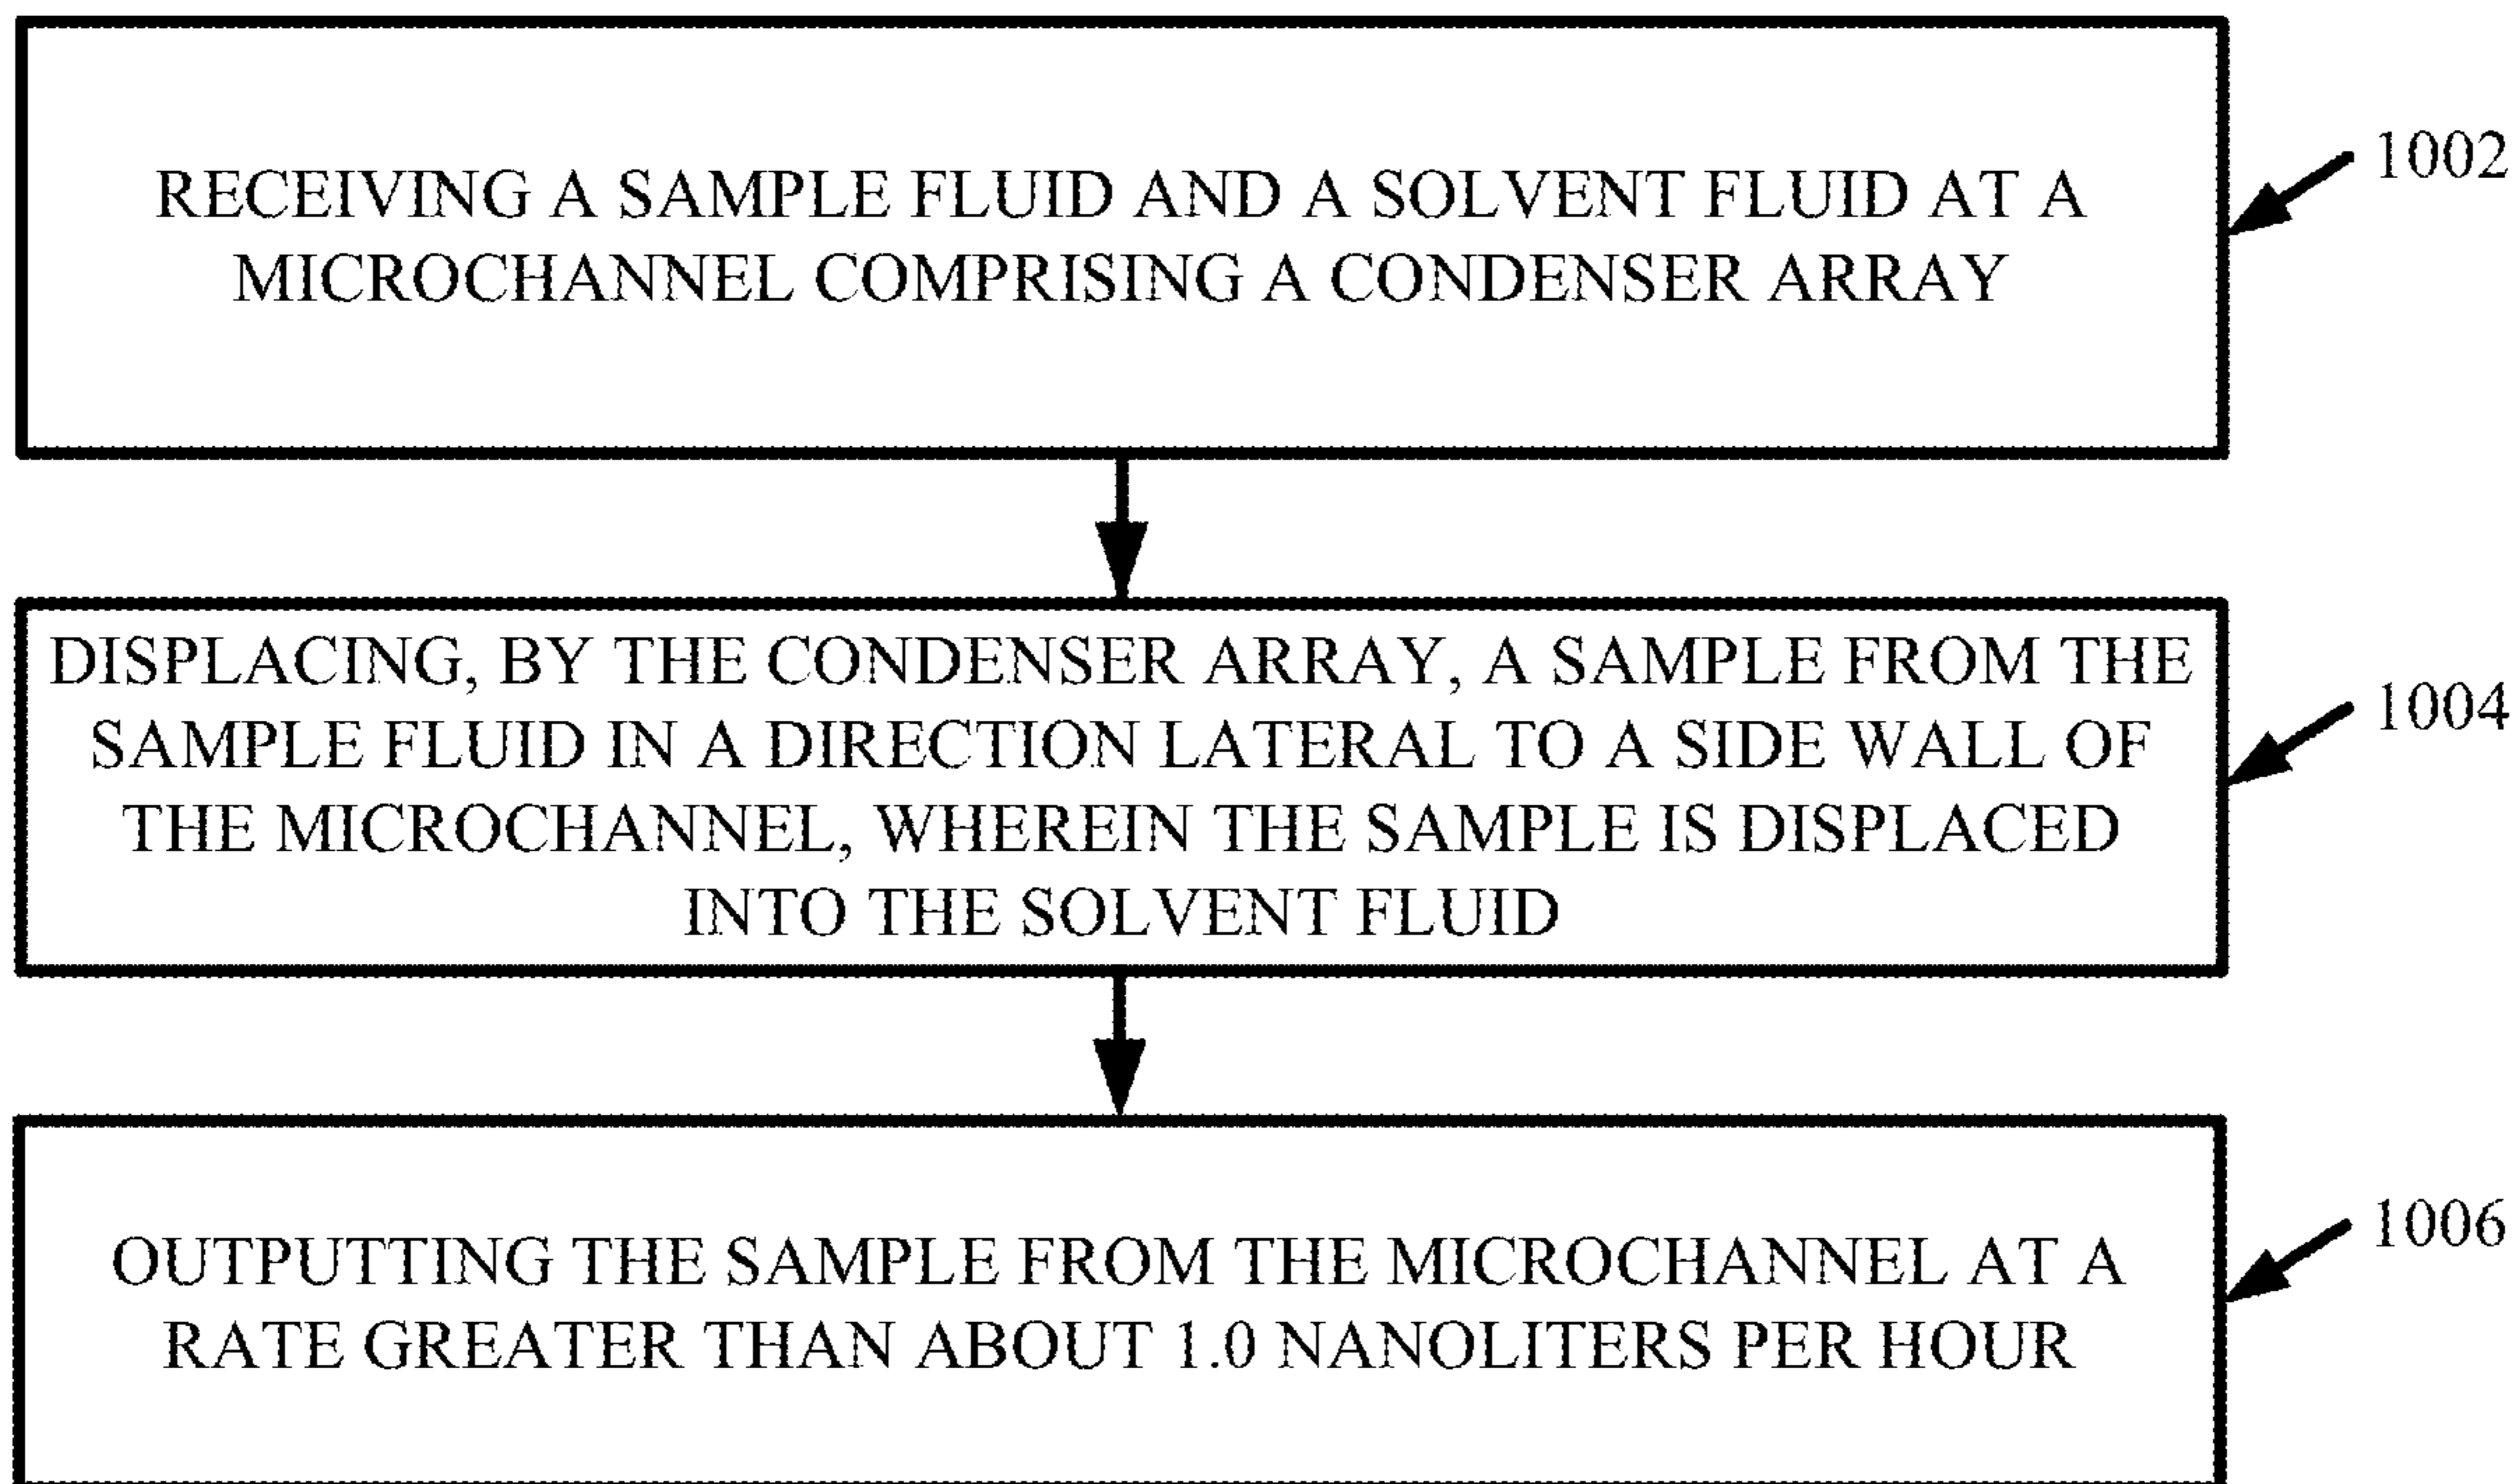 RECEIVING A SAMPLE FLUID AND A SOLVENT FLUID AT A
MICROCHANNEL COMPRISING A CONDENSER ARRAY
1002
DISPLACING, BY THE CONDENSER ARRAY, A SAMPLE FROM THE
SAMPLE FLUID IN A DIRECTION LATERAL TO A SIDE WALL OF
THE MICROCHANNEL, WHEREIN THE SAMPLE IS DISPLACED
INTO THE SOLVENT FLUID
1004
OUTPUTTING THE SAMPLE FROM THE MICROCHANNEL AT A
RATE GREATER THAN ABOUT 1.0 NANOLITERS PER HOUR
1006